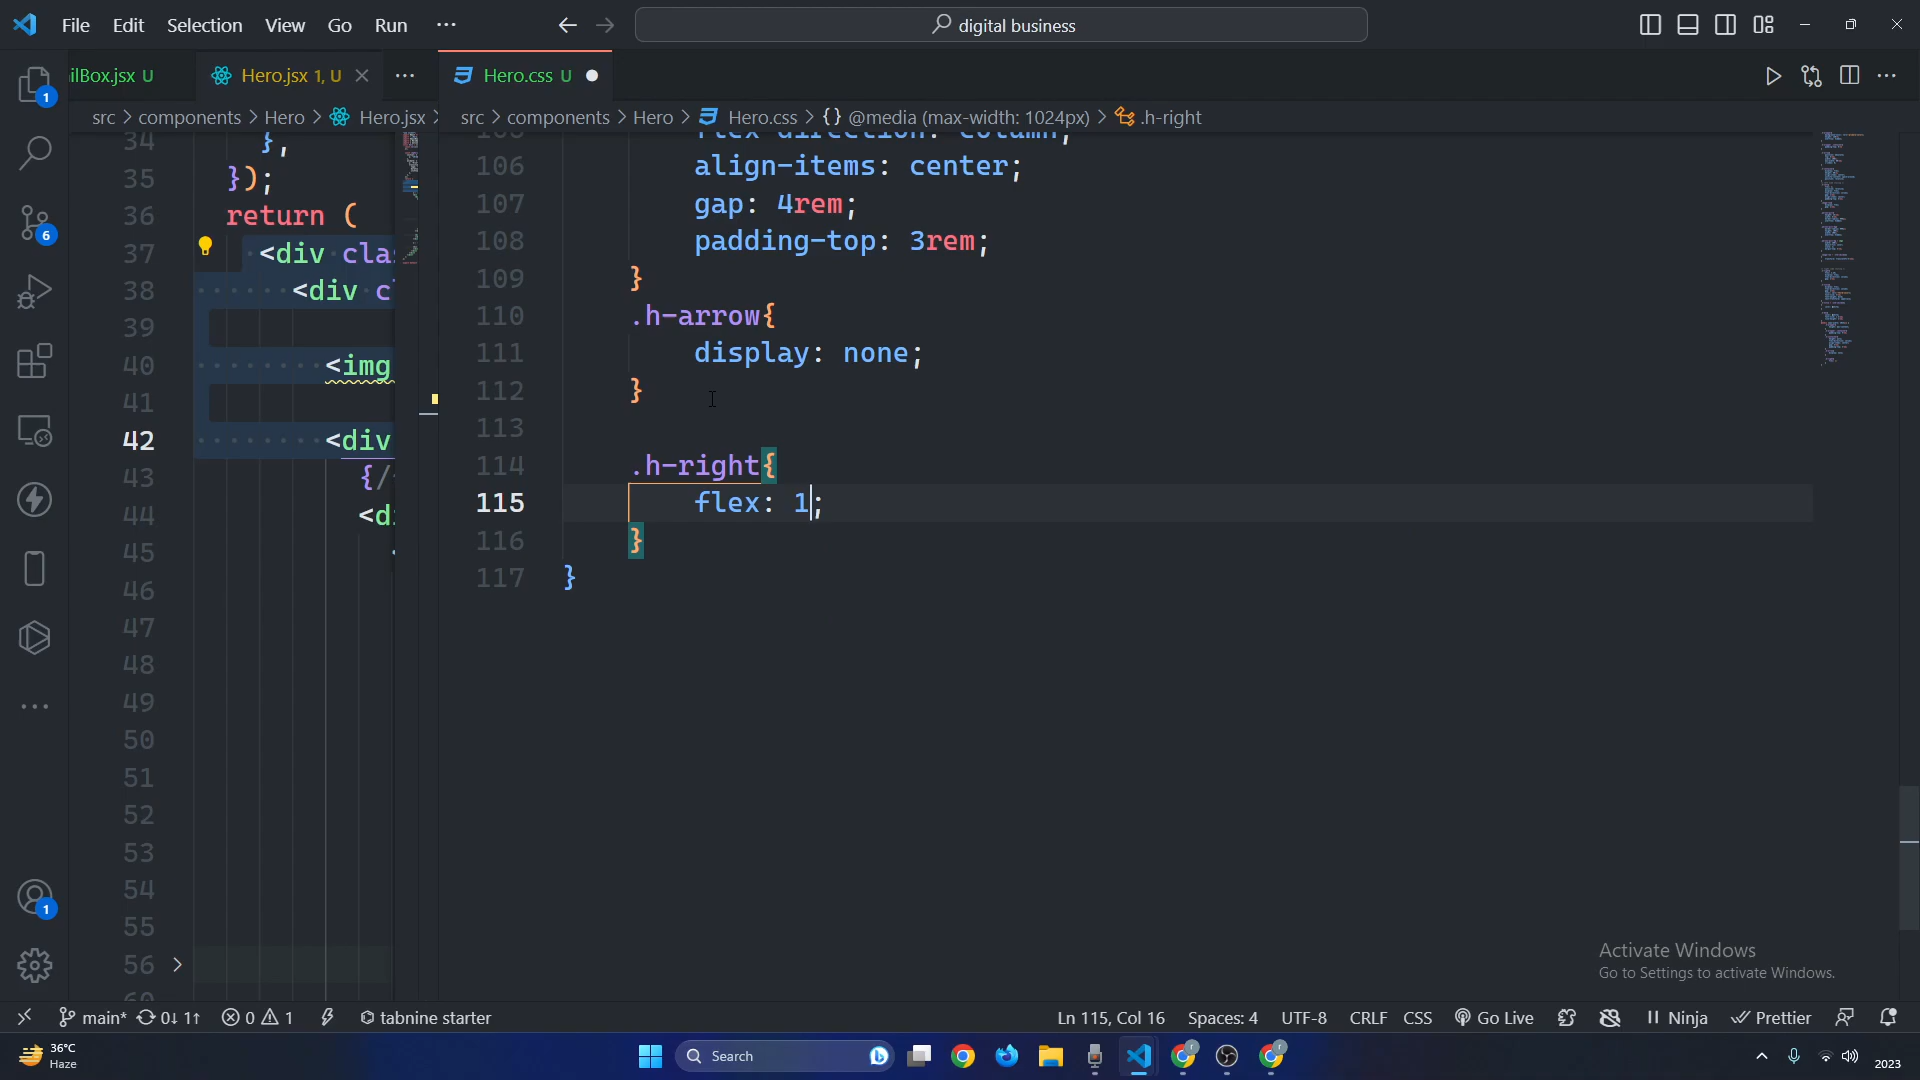 File Edit Selection View Go Run ··· digital business
ilBox.jsx U Hero.jsx 1, U ··· Hero.css U
src > components > Hero > Hero.jsx > src > components > Hero > Hero.css > {} @media (max-width: 1024px) > .h-right
34 },
35 });
36 return (
37 <div cla
38 <div c
39
40 <img
41
42 <div
43 {/
44 <d
45
46
47
48
49
50
51
52
53
54
55
56
flex-direction: column;
106 align-items: center;
107 gap: 4rem;
108 padding-top: 3rem;
109 }
110 .h-arrow{
111 display: none;
112 }
113
114 .h-right{
115 flex: 1;
116 }
117 }
1
6
1
Activate Windows
Go to Settings to activate Windows.
main* 0↓ 1↑ 0 1 tabnine starter Ln 115, Col 16 Spaces: 4 UTF-8 CRLF CSS Go Live Ninja Prettier
36°C
Haze
Search
2023